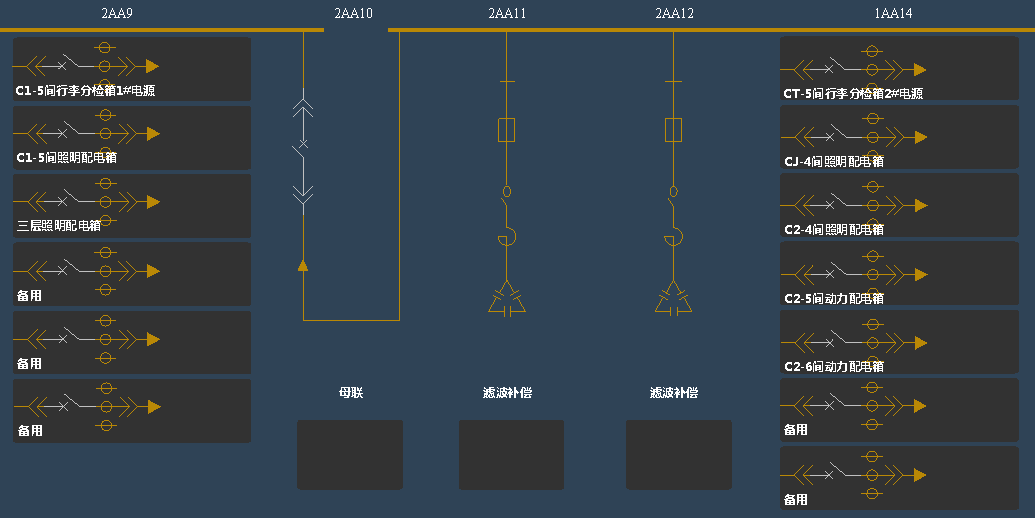 2AA9
2AA10
2AA11
2AA12
1AA14
C1-5间行李分检箱1#电源
C1-5间照明配电箱
三层照明配电箱
备用
备用
备用
母联
滤波补偿
滤波补偿
CT-5间行李分检箱2#电源
CJ-4间照明配电箱
C2-4间照明配电箱
C2-5间动力配电箱
C2-6间动力配电箱
备用
备用